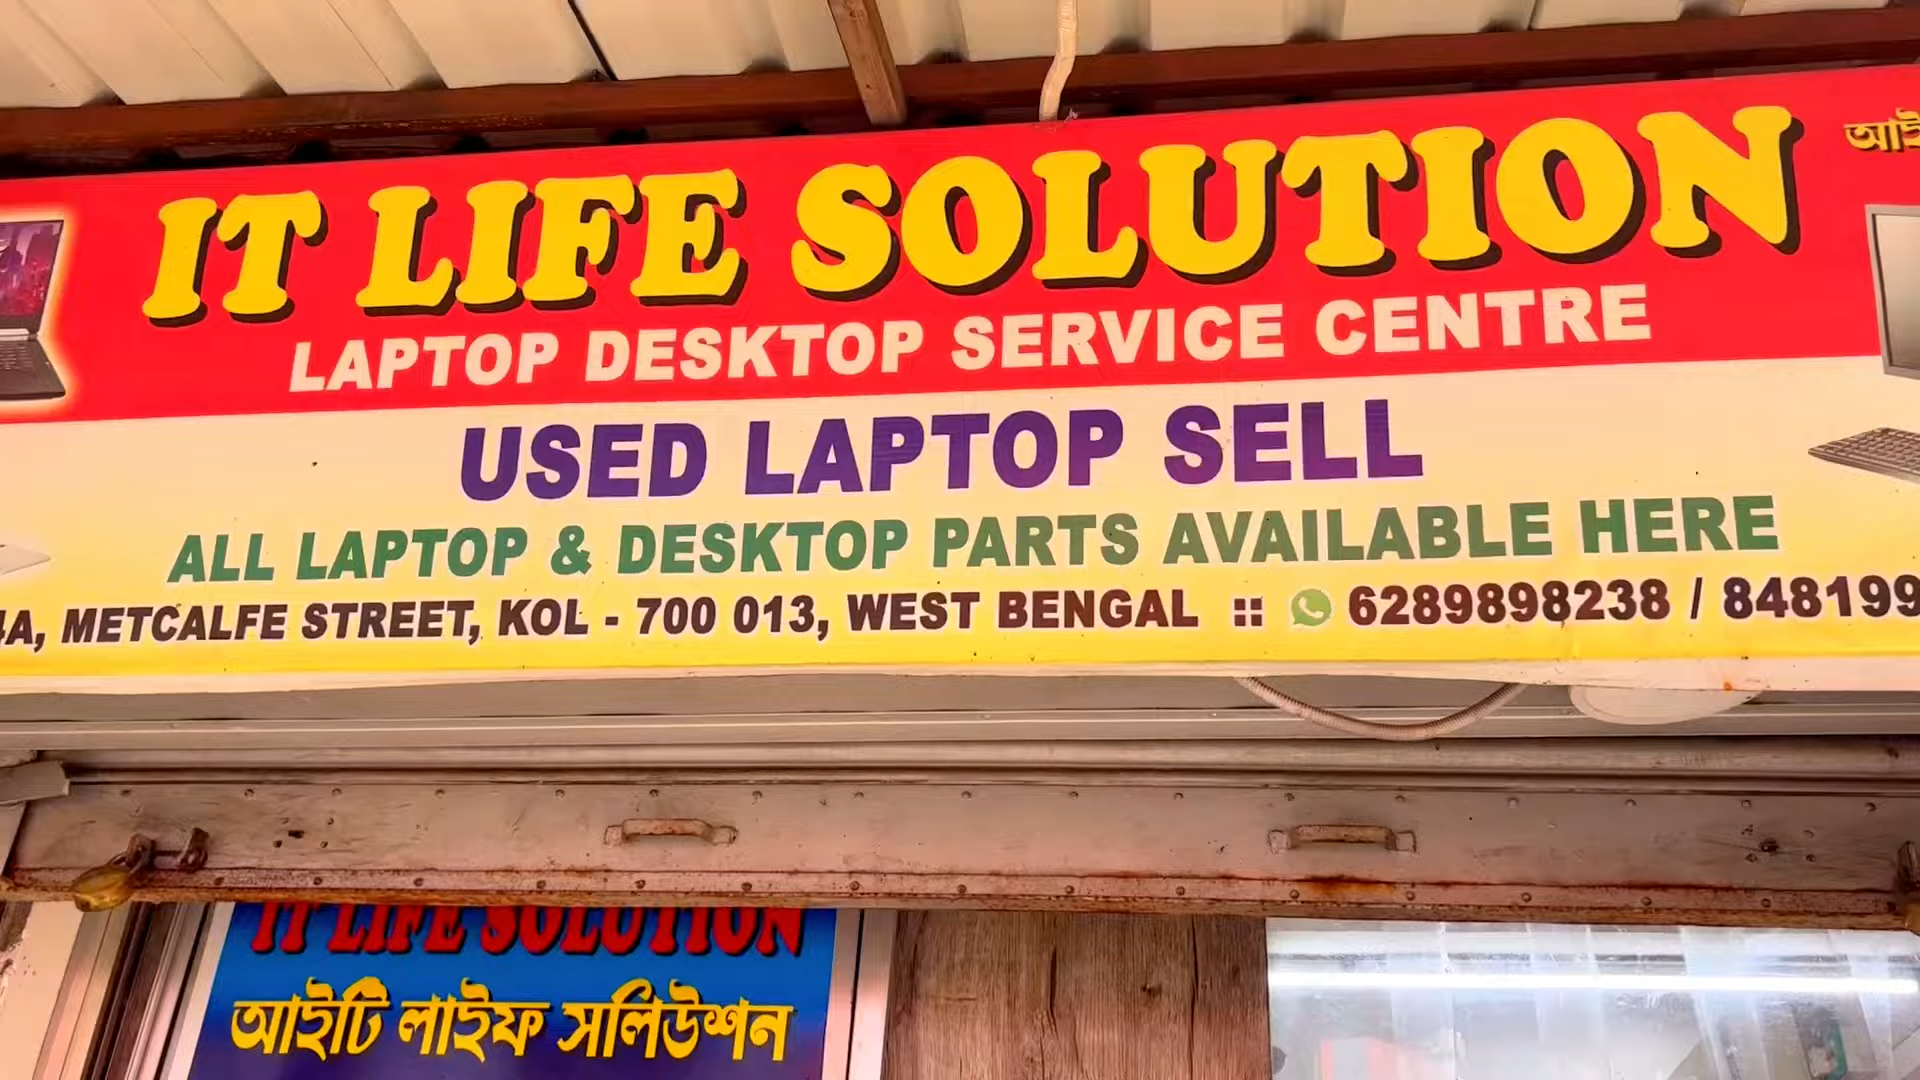 IT LIFE SOLUTION
LAPTOP DESKTOP SERVICE CENTRE
USED LAPTOP SELL
ALL LAPTOP & DESKTOP PARTS AVAILABLE HERE
METCALFE STREET, KOL - 700 013, WEST BENGAL :: 6289898238 / 848199
IT LIFE SOLUTION
আইটি লাইফ সলিউশন